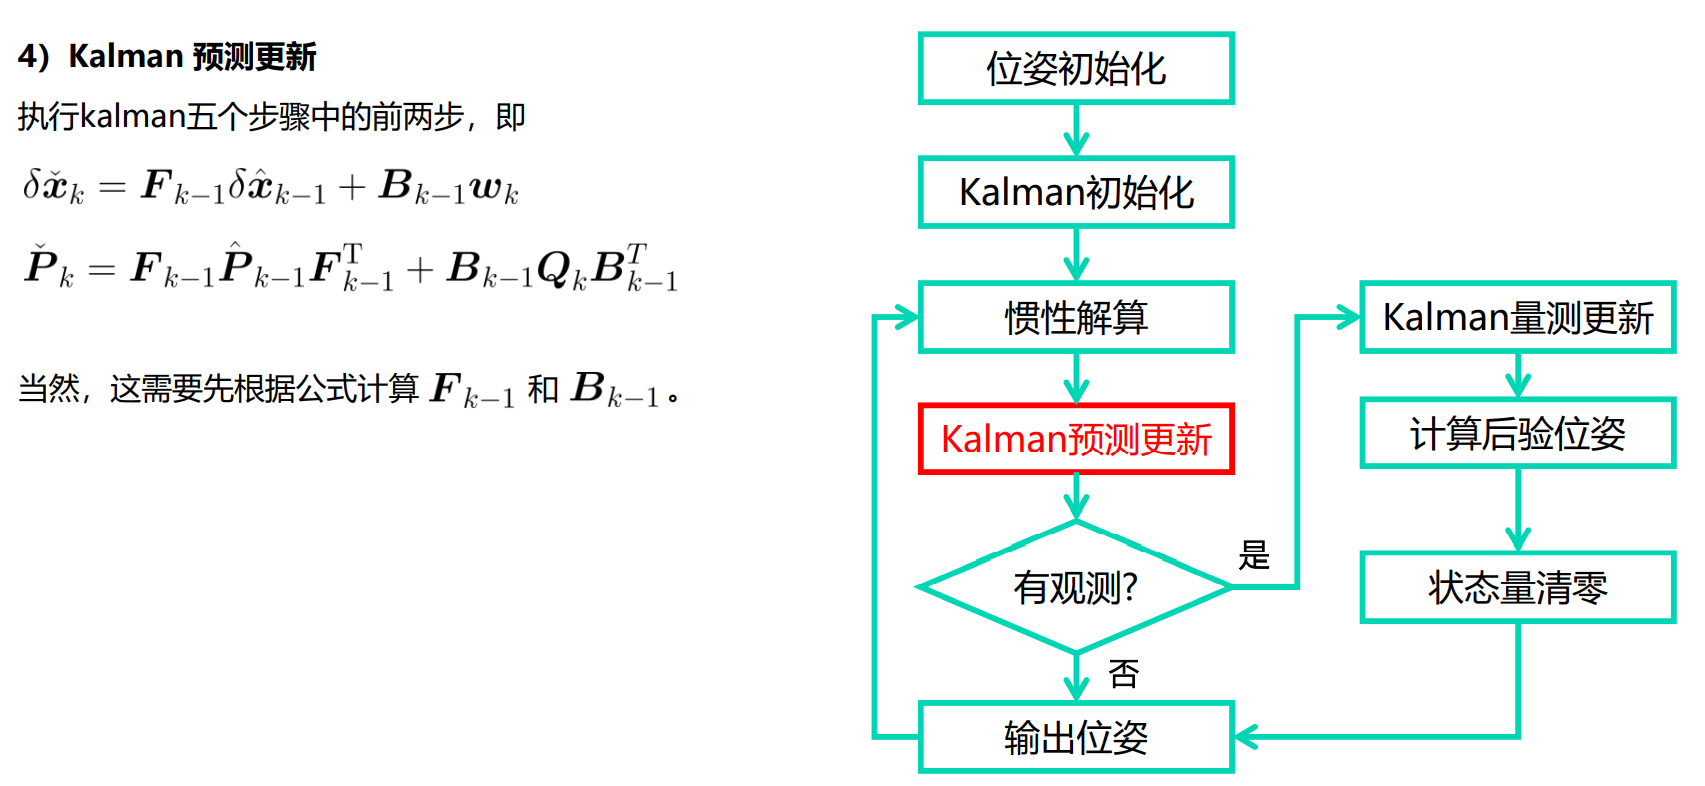 4）Kalman 预测更新
执行kalman五个步骤中的前两步，即
$\delta\check{\boldsymbol{x}}_k = \boldsymbol{F}_{k-1}\delta\hat{\boldsymbol{x}}_{k-1} + \boldsymbol{B}_{k-1}\boldsymbol{w}_k$
$\check{\boldsymbol{P}}_k = \boldsymbol{F}_{k-1}\hat{\boldsymbol{P}}_{k-1}\boldsymbol{F}_{k-1}^{\mathrm{T}} + \boldsymbol{B}_{k-1}\boldsymbol{Q}_k\boldsymbol{B}_{k-1}^{T}$
当然，这需要先根据公式计算 $\boldsymbol{F}_{k-1}$ 和 $\boldsymbol{B}_{k-1}$。
位姿初始化
Kalman初始化
惯性解算
Kalman预测更新
有观测?
是
否
输出位姿
Kalman量测更新
计算后验位姿
状态量清零